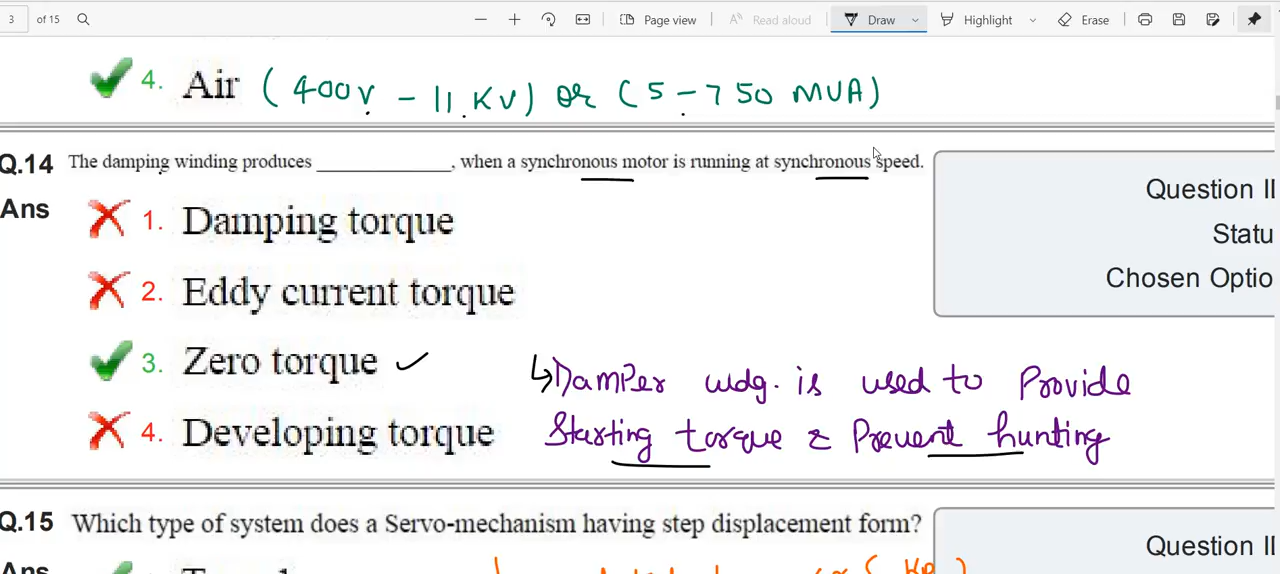 3 of 15 Page view Read aloud Draw Highlight Erase
4. Air (400V - 11 KV) or (5-750 MVA)
Q.14 The damping winding produces ____________, when a synchronous motor is running at synchronous speed.
Question II
Ans 1. Damping torque
Statu
Chosen Optio
2. Eddy current torque
3. Zero torque
4. Developing torque
↳Damper wdg. is used to Provide
Starting torque & Prevent hunting
Q.15 Which type of system does a Servo-mechanism having step displacement form?
Question II
Ans